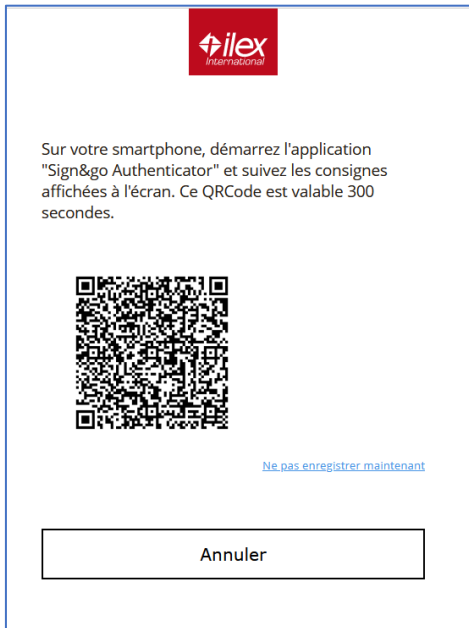 ilex
International
Sur votre smartphone, démarrez l'application
"Sign&go Authenticator" et suivez les consignes
affichées à l'écran. Ce QRCode est valable 300
secondes.
Ne pas enregistrer maintenant
Annuler